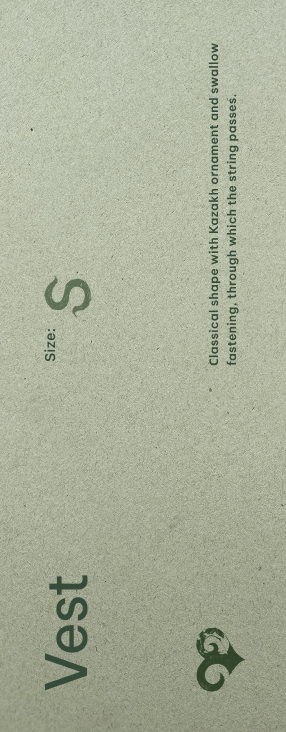 Vest
Size: S
Classical shape with Kazakh ornament and swallow
fastening, through which the string passes.